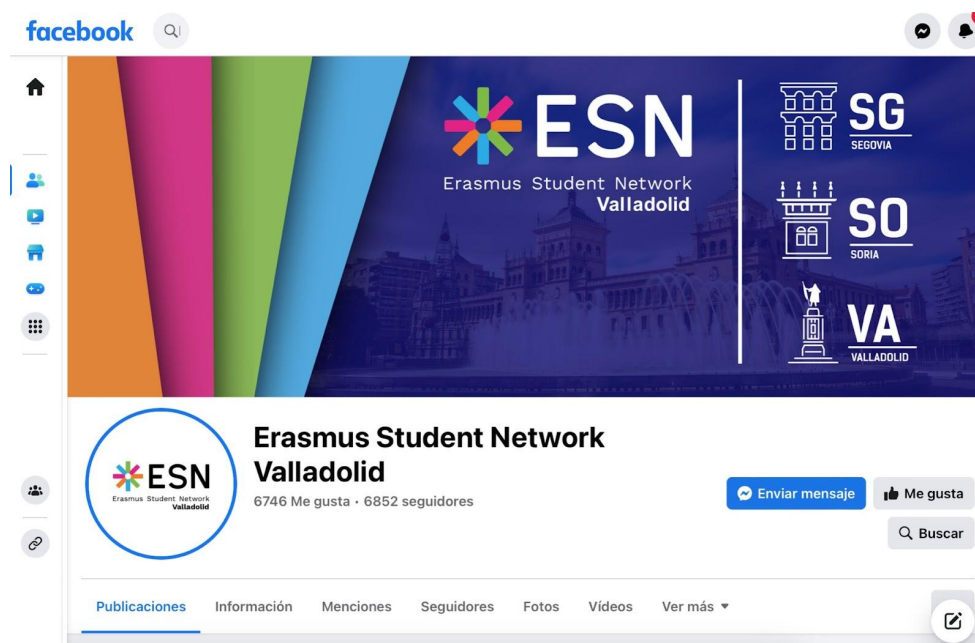 facebook
ESN
Erasmus Student Network
Valladolid
SG
SEGOVIA
SO
SORIA
VA
VALLADOLID
ESN
Erasmus Student Network
Valladolid
Erasmus Student Network
Valladolid
6746 Me gusta · 6852 seguidores
Enviar mensaje
Me gusta
Buscar
Publicaciones
Información
Menciones
Seguidores
Fotos
Vídeos
Ver más